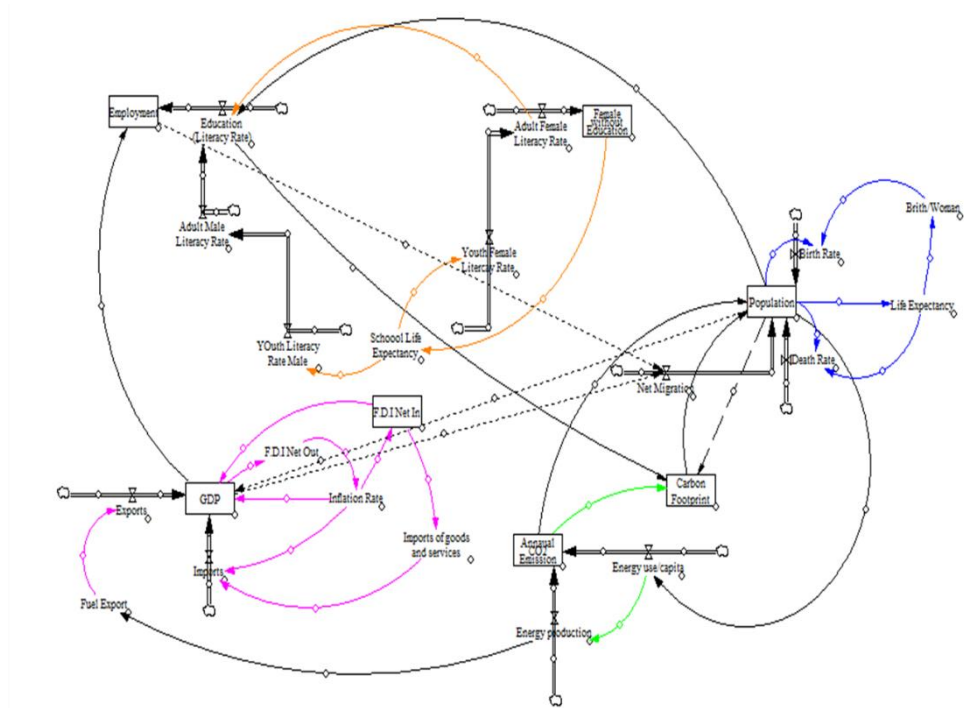 Employment
Education
(Literacy Rate)
Adult Female
Literacy Rate
Female
without
Education
Adult Male
Literacy Rate
Brith/Woman
Youth Female
Litercay Rate
Birth Rate
Population
Life Expectancy
YOuth Literacy
Rate Male
Schoool Life
Expectancy
Death Rate
Net Migration
F.D.I Net In
F.D.I Net Out
GDP
Inflation Rate
Carbon
Footprint
Exports
Imports of goods
and services
Annaual
CO2
Emission
Imports
Energy use/capita
Fuel Export
Energy production